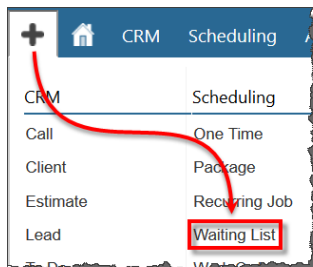 CRM Scheduling
CRM
Call
Client
Estimate
Lead
Scheduling
One Time
Package
Recurring Job
Waiting List